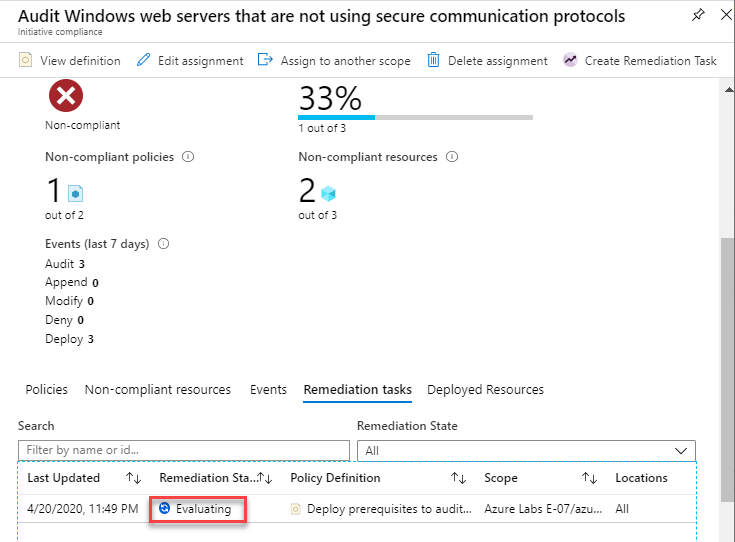 Audit Windows web servers that are not using secure communication protocols
Initiative compliance
View definition Edit assignment Assign to another scope Delete assignment Create Remediation Task
33%
Non-compliant
1 out of 3
Non-compliant policies Non-compliant resources
1 2
out of 2 out of 3
Events (last 7 days)
Audit 3
Append 0
Modify 0
Deny 0
Deploy 3
Policies Non-compliant resources Events Remediation tasks Deployed Resources
Search Remediation State
Filter by name or id... All
Last Updated Remediation Sta... Policy Definition Scope Locations
4/20/2020, 11:49 PM Evaluating Deploy prerequisites to audit... Azure Labs E-07/azu... All